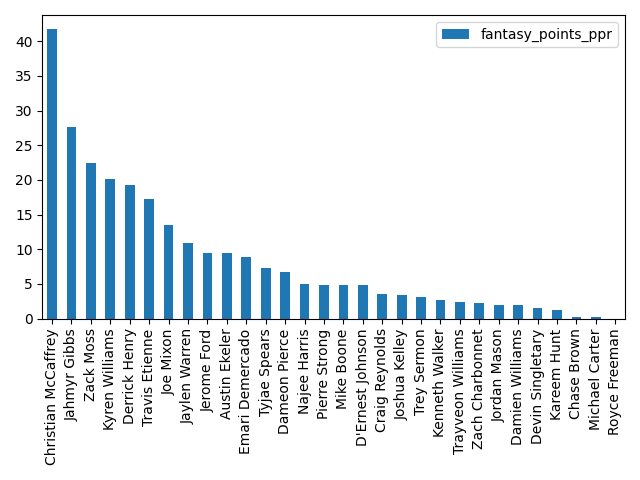 fantasy_points_ppr
40
35
30
25
20
15
10
5
0
Christian McCaffrey
Jahmyr Gibbs
Zack Moss
Kyren Williams
Derrick Henry
Travis Etienne
Joe Mixon
Jaylen Warren
Jerome Ford
Austin Ekeler
Emari Demercado
Tyjae Spears
Dameon Pierce
Najee Harris
Pierre Strong
Mike Boone
D'Ernest Johnson
Craig Reynolds
Joshua Kelley
Trey Sermon
Kenneth Walker
Trayveon Williams
Zach Charbonnet
Jordan Mason
Damien Williams
Devin Singletary
Kareem Hunt
Chase Brown
Michael Carter
Royce Freeman